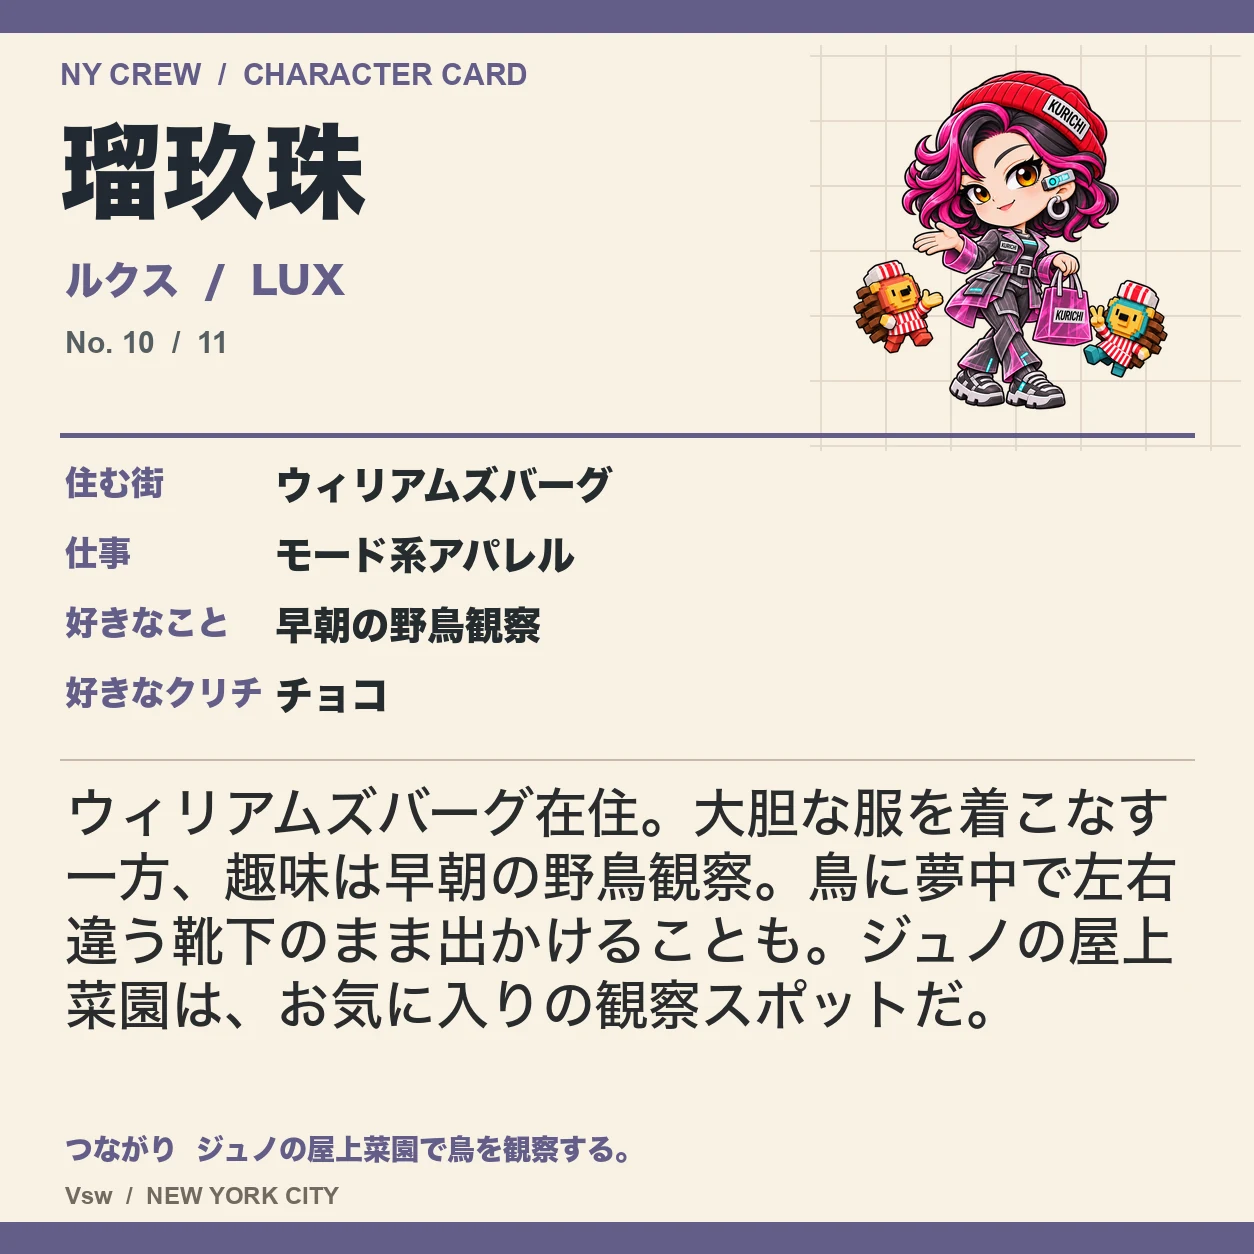 NY CREW / CHARACTER CARD
瑠玖珠
ルクス / LUX
No. 10 / 11
KURICHI
KURICHI
KURICHI
住む街 ウィリアムズバーグ
仕事 モード系アパレル
好きなこと 早朝の野鳥観察
好きなクリチ チョコ
ウィリアムズバーグ在住。大胆な服を着こなす
一方、趣味は早朝の野鳥観察。鳥に夢中で左右
違う靴下のまま出かけることも。ジュノの屋上
菜園は、お気に入りの観察スポットだ。
つながり ジュノの屋上菜園で鳥を観察する。
Vsw / NEW YORK CITY